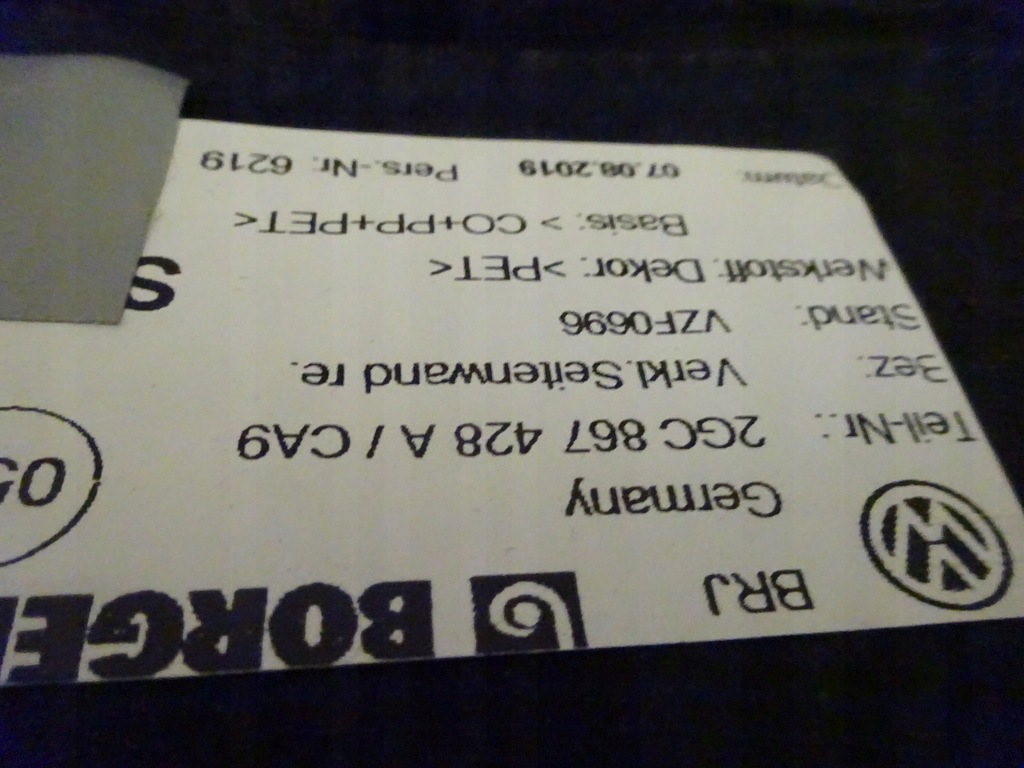 BRJ BORGE
Germany
Teil-Nr.: 2GC 867 428 A / CA9
Bez.: Verkl.Seitenwand re.
Stand: VZF0696
Werkstoff: Dekor: >PET< S
Basis: > CO+PP+PET<
Datum: 07.08.2019 Pers.-Nr. 6219